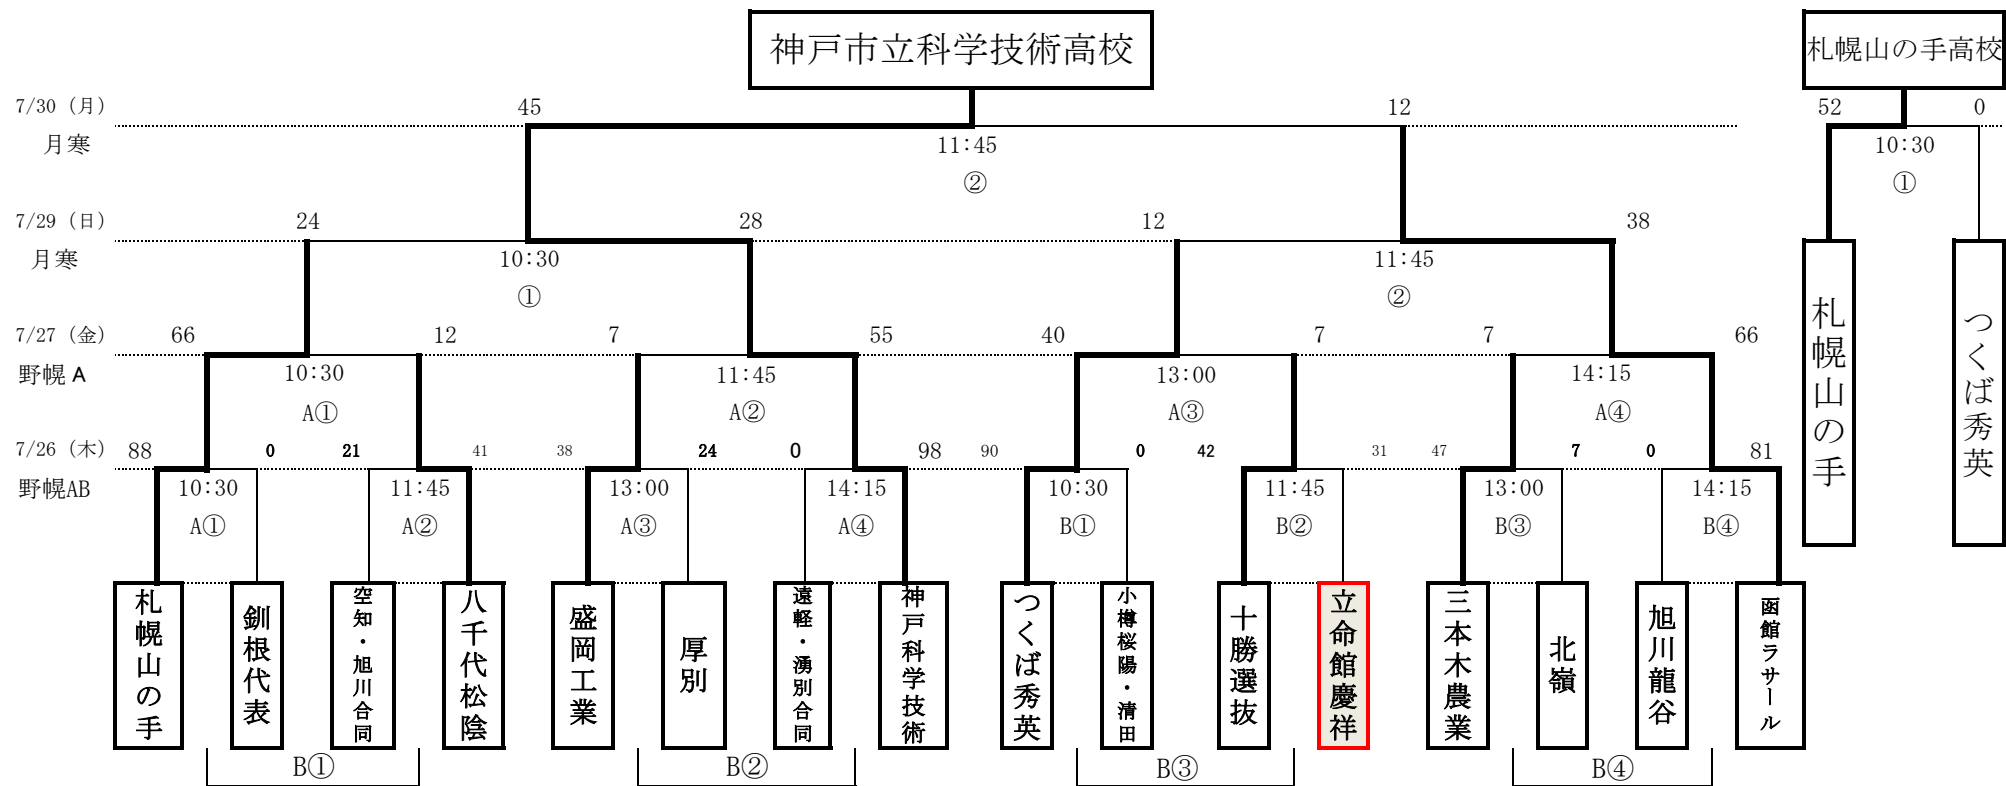 神戸市立科学技術高校
札幌山の手高校
7/30 (月)
45
12
52
0
月寒
11:45
②
10:30
①
7/29 (日)
24
28
12
38
月寒
10:30
①
11:45
②
7/27 (金)
66
12
7
55
40
7
7
66
野幌 A
10:30
A①
11:45
A②
13:00
A③
14:15
A④
札幌山の手
つくば秀英
7/26 (木)
88
0
21
41
38
24
0
98
90
0
42
31
47
7
0
81
野幌AB
10:30
A①
11:45
A②
13:00
A③
14:15
A④
10:30
B①
11:45
B②
13:00
B③
14:15
B④
札幌山の手
釧根代表
空知・旭川合同
八千代松陰
盛岡工業
厚別
遠軽・湧別合同
神戸科学技術
つくば秀英
小樽桜陽・清田
十勝選抜
立命館慶祥
三本木農業
北嶺
旭川龍谷
函館ラサール
B①
B②
B③
B④